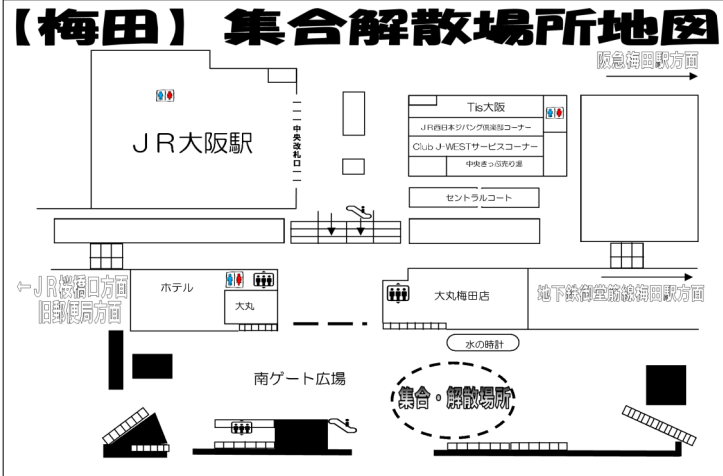 【梅田】集合解散場所地図
阪急梅田駅方面
JR大阪駅
中央改札口
Tis大阪
JR西日本ジパング倶楽部コーナー
Club J-WESTサービスコーナー
中央きっぷ売り場
セントラルコート
←JR桜橋口方面
旧郵便局方面
ホテル
大丸
大丸梅田店
地下鉄御堂筋線梅田駅方面
水の時計
南ゲート広場
集合・解散場所